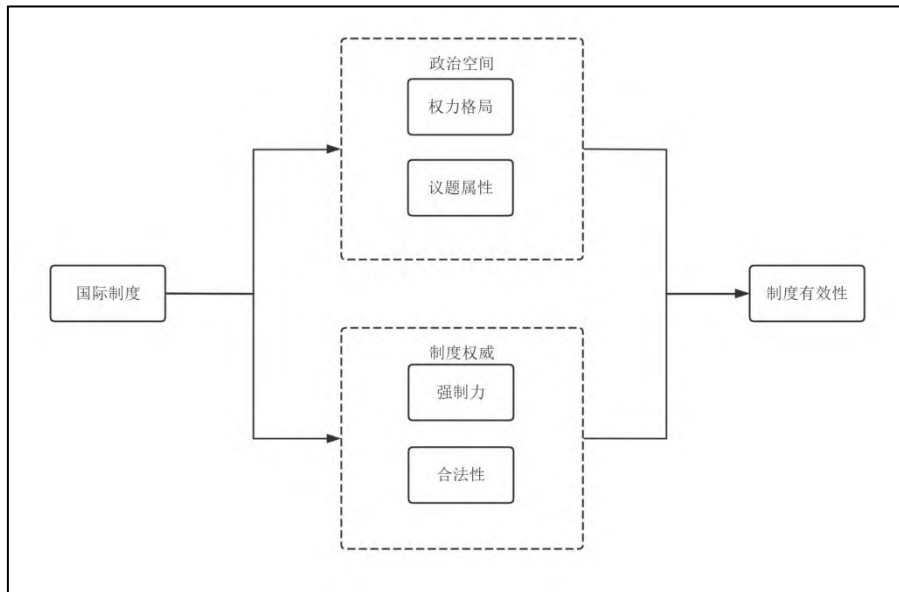 政治空间
权力格局
议题属性
国际制度
制度有效性
制度权威
强制力
合法性